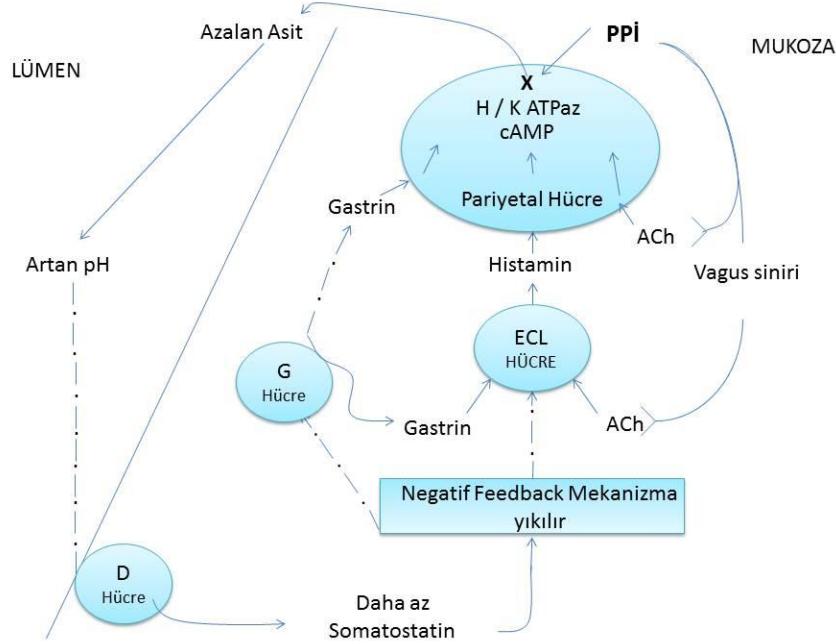 Azalan Asit
PPİ
MUKOZA
LÜMEN
X
H / K ATPaz
cAMP
Pariyetal Hücre
Gastrin
ACh
Artan pH
Histamin
Vagus siniri
ECL
HÜCRE
G
Hücre
Gastrin
ACh
Negatif Feedback Mekanizma
yıkılır
D
Hücre
Daha az
Somatostatin